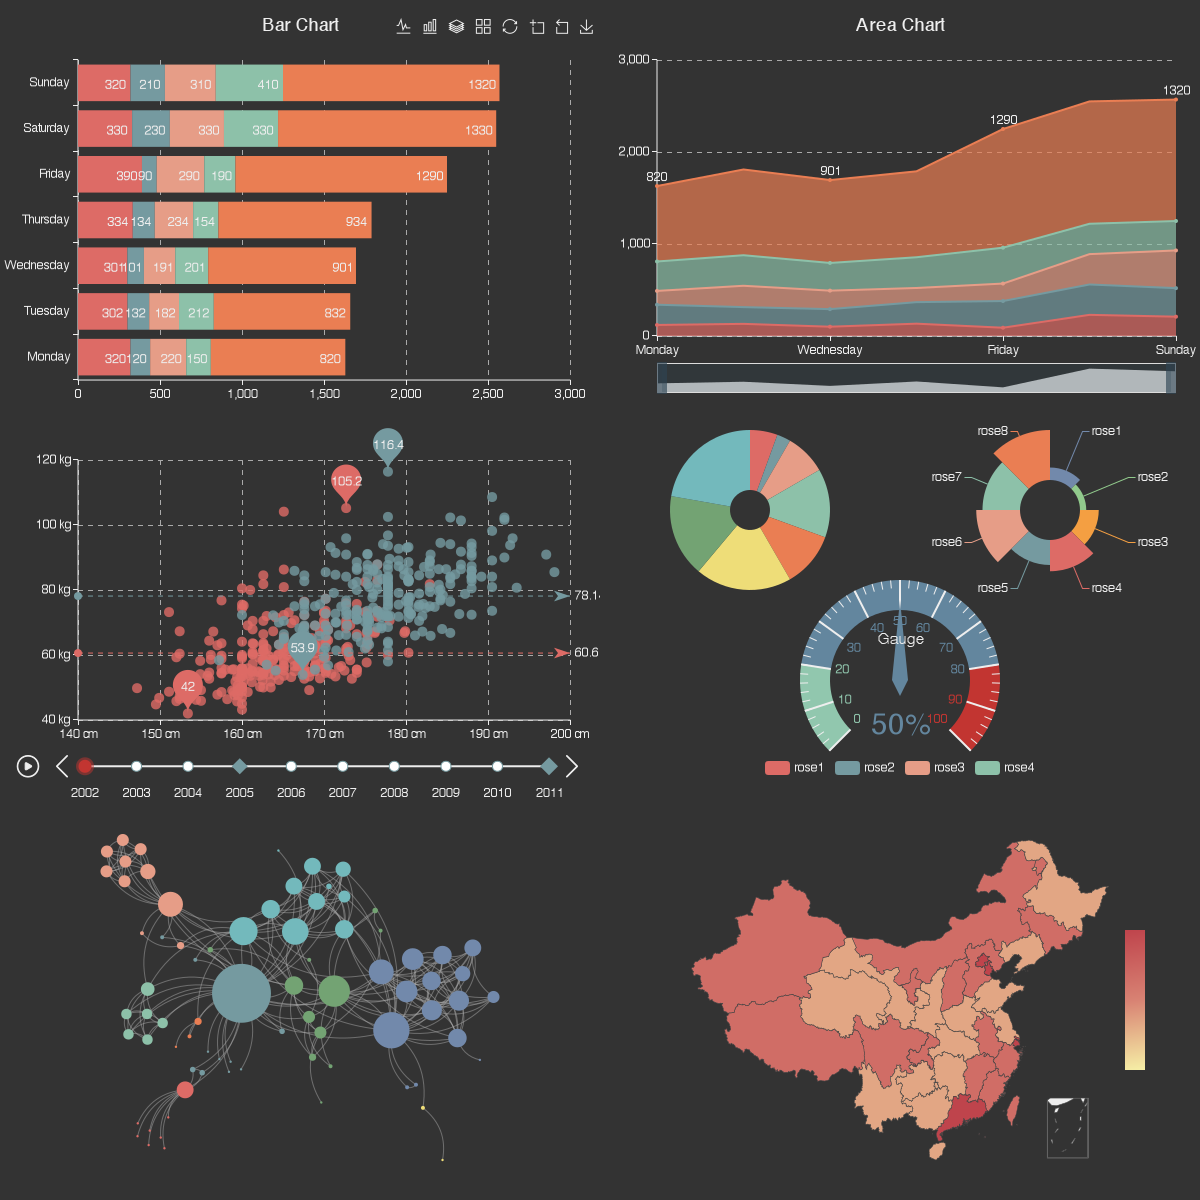 Bar Chart
Sunday 320 210 310 410 1320
Saturday 330 230 330 330 1330
Friday 390 90 290 190 1290
Thursday 334 134 234 154 934
Wednesday 301 101 191 201 901
Tuesday 302 132 182 212 832
Monday 320 120 220 150 820
0 500 1,000 1,500 2,000 2,500 3,000
Area Chart
3,000
2,000
1,000
0
820 901 1290 1320
Monday Wednesday Friday Sunday
120 kg
100 kg
80 kg
60 kg
40 kg
116.4
105.2
78.1
53.9
60.6
42
140 cm 150 cm 160 cm 170 cm 180 cm 190 cm 200 cm
2002 2003 2004 2005 2006 2007 2008 2009 2010 2011
rose8 rose1
rose7 rose2
rose6 rose3
rose5 rose4
0 10 20 30 40 50 60 70 80 90 100
Gauge
50%
rose1 rose2 rose3 rose4